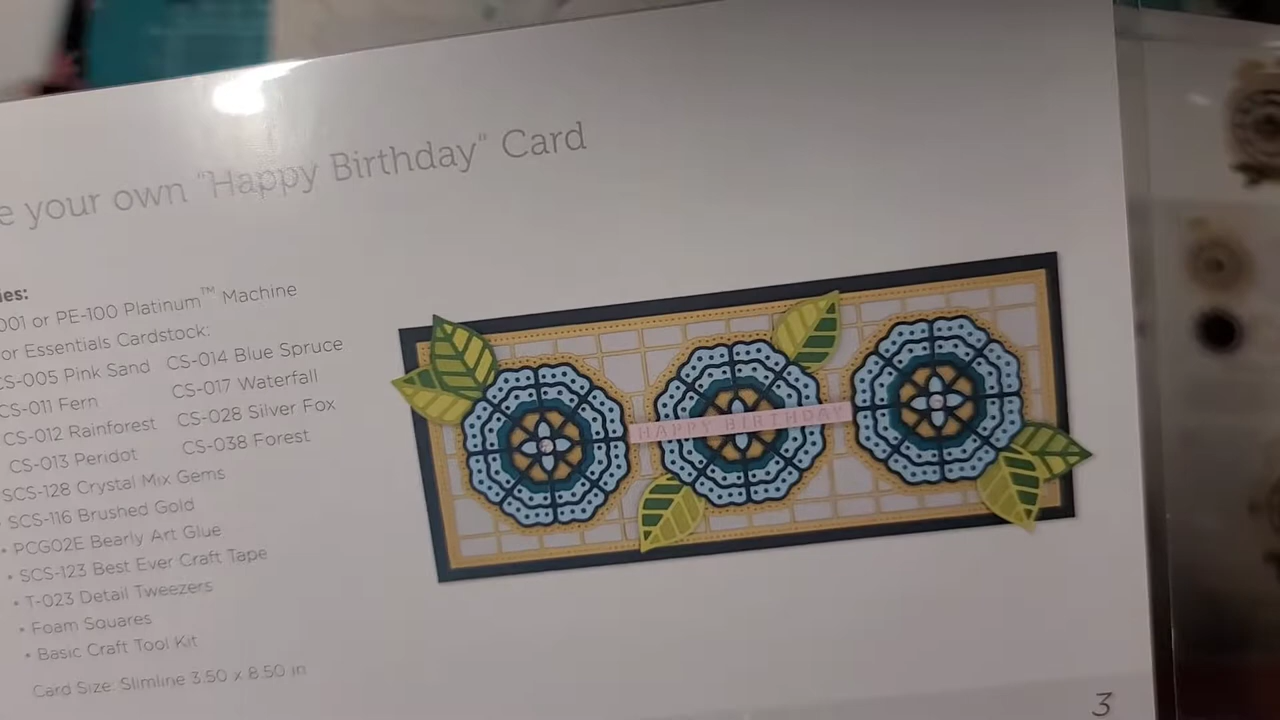 e your own "Happy Birthday" Card
ies:
001 or PE-100 Platinum™ Machine
or Essentials Cardstock:
CS-005 Pink Sand CS-014 Blue Spruce
CS-011 Fern CS-017 Waterfall
CS-012 Rainforest CS-028 Silver Fox
CS-013 Peridot CS-038 Forest
SCS-128 Crystal Mix Gems
• SCS-116 Brushed Gold
• PCG02E Bearly Art Glue
• SCS-123 Best Ever Craft Tape
• T-023 Detail Tweezers
• Foam Squares
• Basic Craft Tool Kit
Card Size: Slimline 3.50 x 8.50 in
HAPPY BIRTHDAY
3